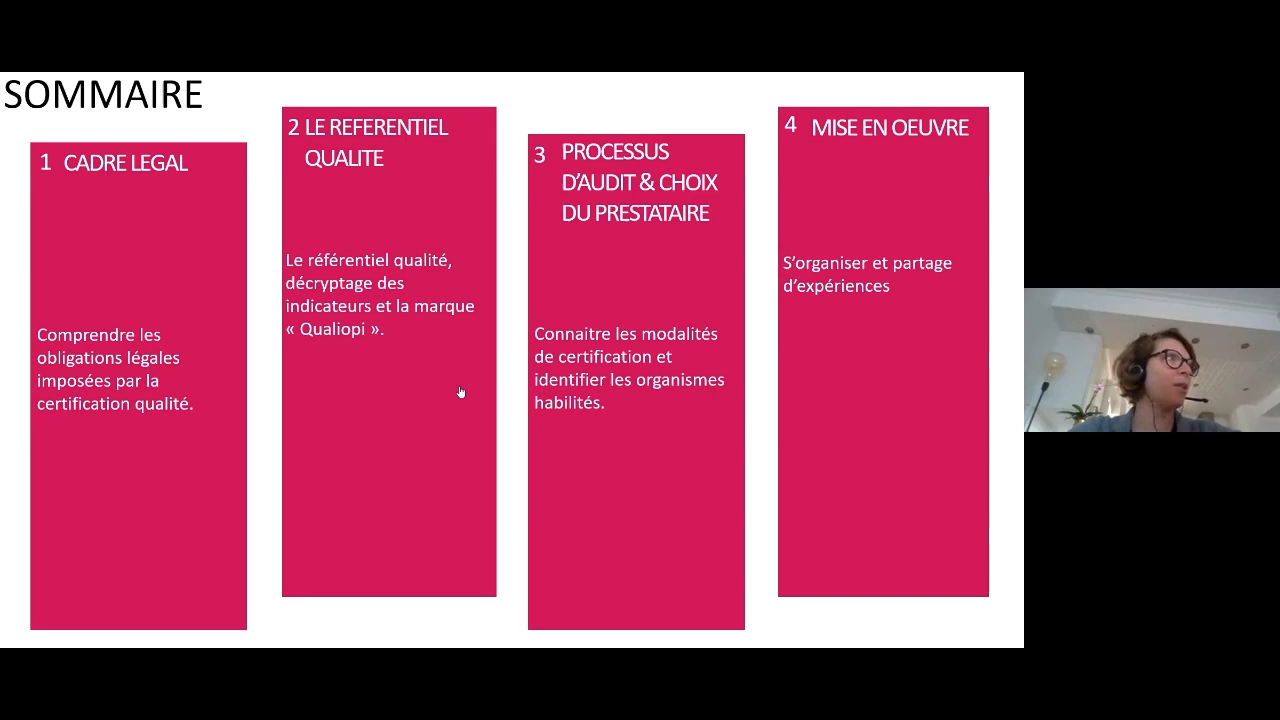 SOMMAIRE
1 CADRE LEGAL
Comprendre les
obligations légales
imposées par la
certification qualité.
2 LE REFERENTIEL
QUALITE
Le référentiel qualité,
décryptage des
indicateurs et la marque
« Qualiopi ».
3 PROCESSUS
D'AUDIT & CHOIX
DU PRESTATAIRE
Connaitre les modalités
de certification et
identifier les organismes
habilités.
4 MISE EN OEUVRE
S'organiser et partage
d'expériences